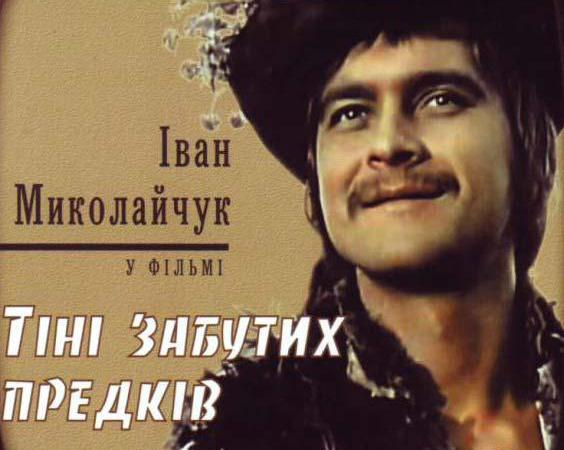 Іван
Миколайчук
у фільмі
Тіні забутих
предків